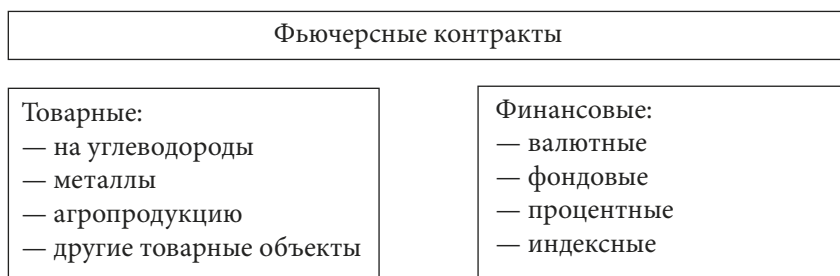 Фьючерсные контракты
Товарные:
— на углеводороды
— металлы
— агропродукцию
— другие товарные объекты
Финансовые:
— валютные
— фондовые
— процентные
— индексные